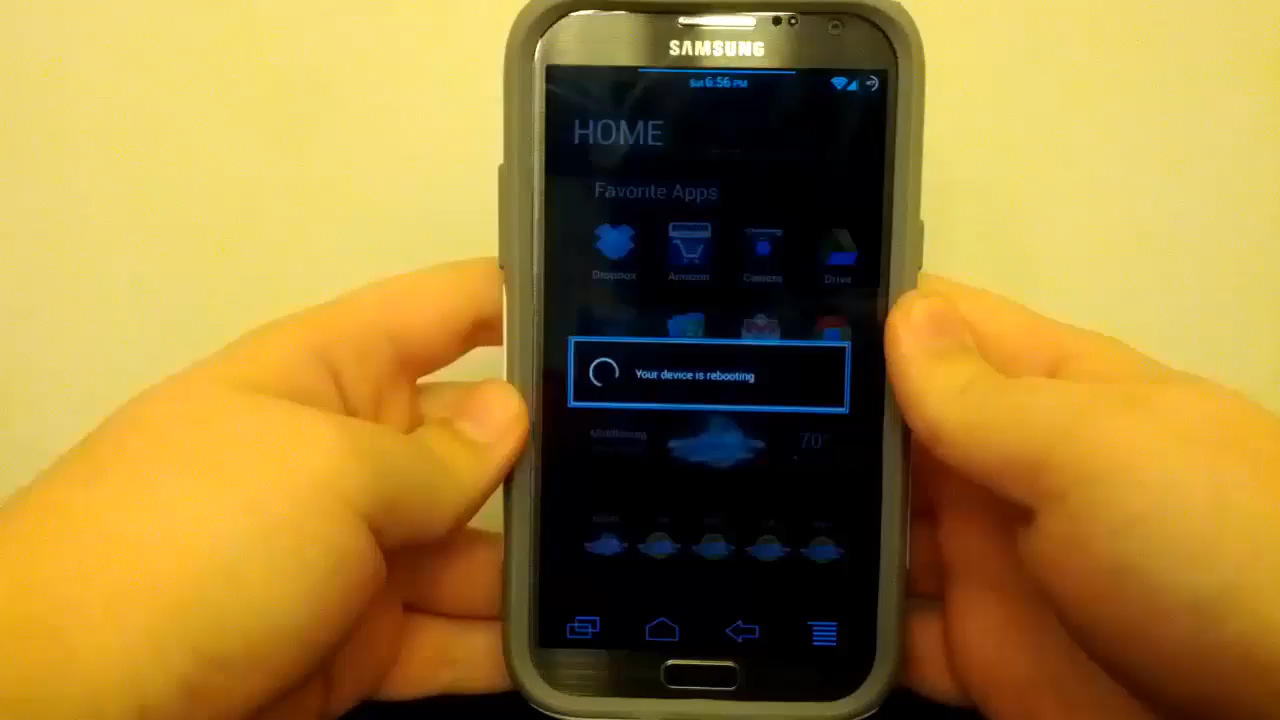 SAMSUNG
Sat 6:56 PM
HOME
Favorite Apps
Dropbox Amazon Camera Drive
Your device is rebooting
70°